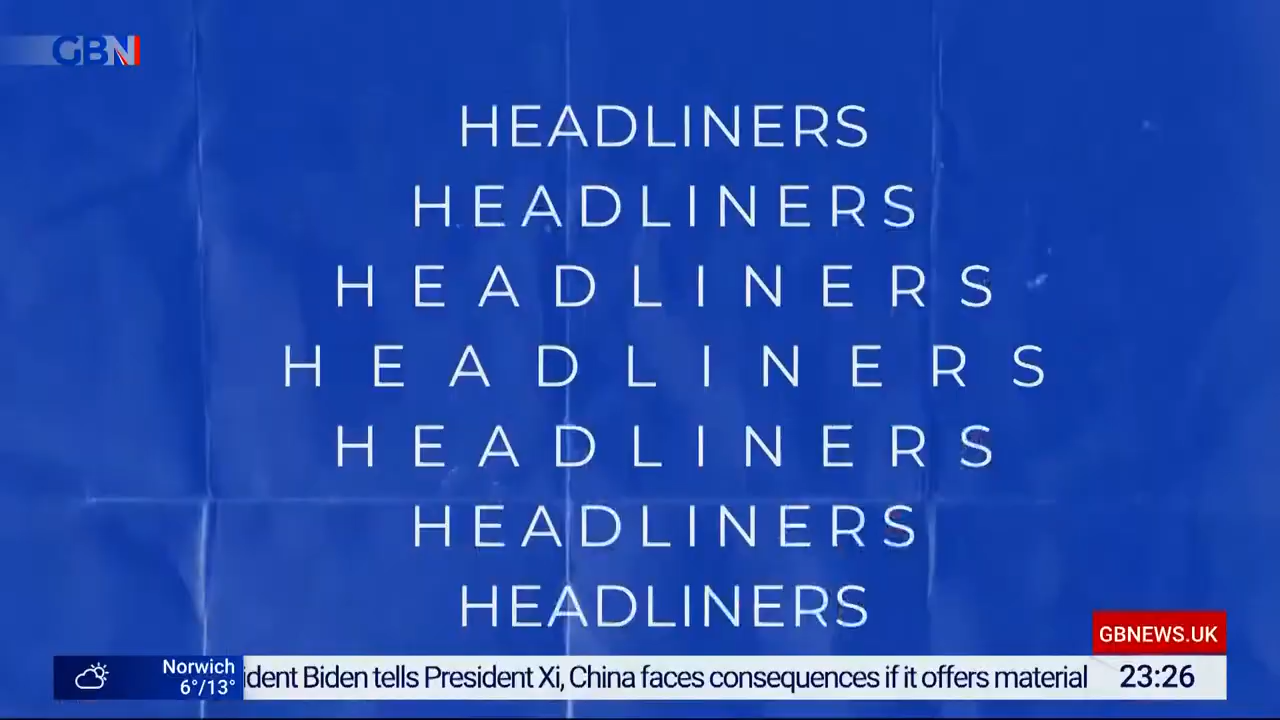 GBN
HEADLINERS
HEADLINERS
HEADLINERS
HEADLINERS
HEADLINERS
HEADLINERS
HEADLINERS
GBNEWS.UK
Norwich
6°/13°
ident Biden tells President Xi, China faces consequences if it offers material
23:26